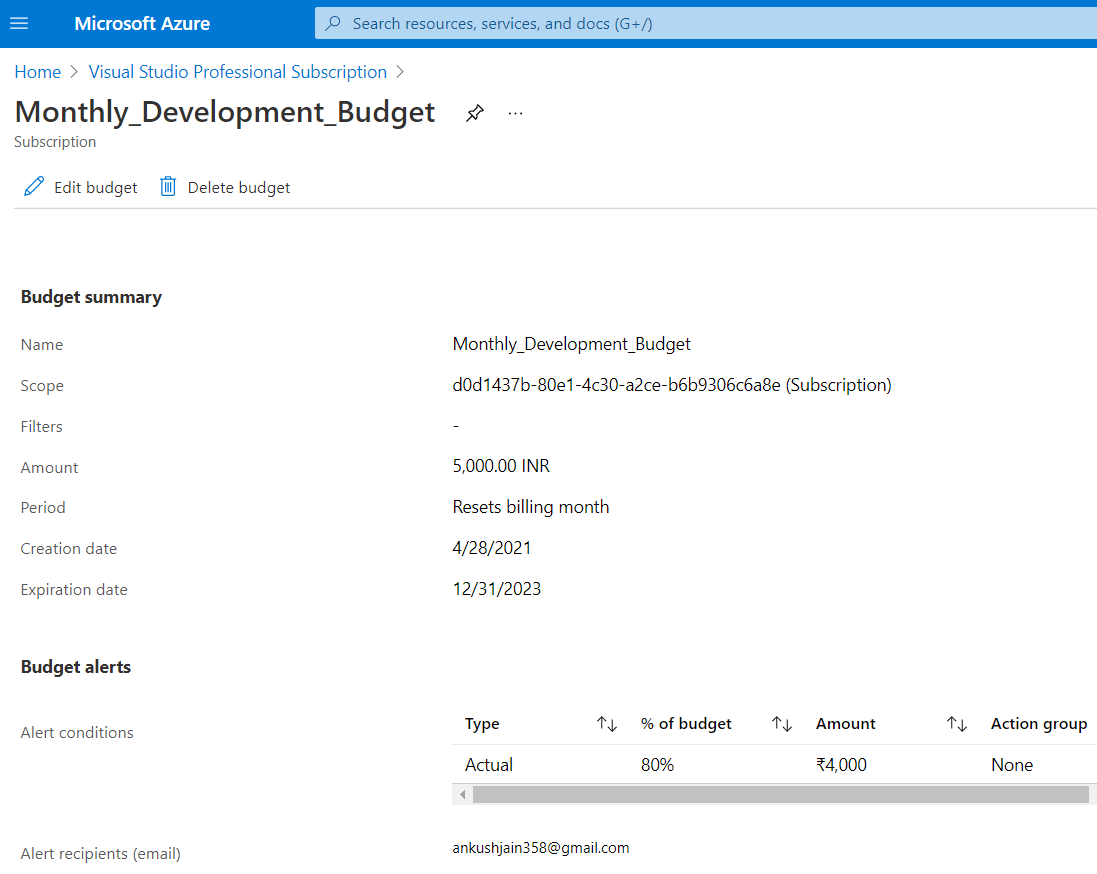 Microsoft Azure
Search resources, services, and docs (G+/)
Home > Visual Studio Professional Subscription >
Monthly_Development_Budget ...
Subscription
Edit budget Delete budget
Budget summary
Name Monthly_Development_Budget
Scope d0d1437b-80e1-4c30-a2ce-b6b9306c6a8e (Subscription)
Filters -
Amount 5,000.00 INR
Period Resets billing month
Creation date 4/28/2021
Expiration date 12/31/2023
Budget alerts
Alert conditions
Type % of budget Amount Action group
Actual 80% ₹4,000 None
Alert recipients (email) ankushjain358@gmail.com